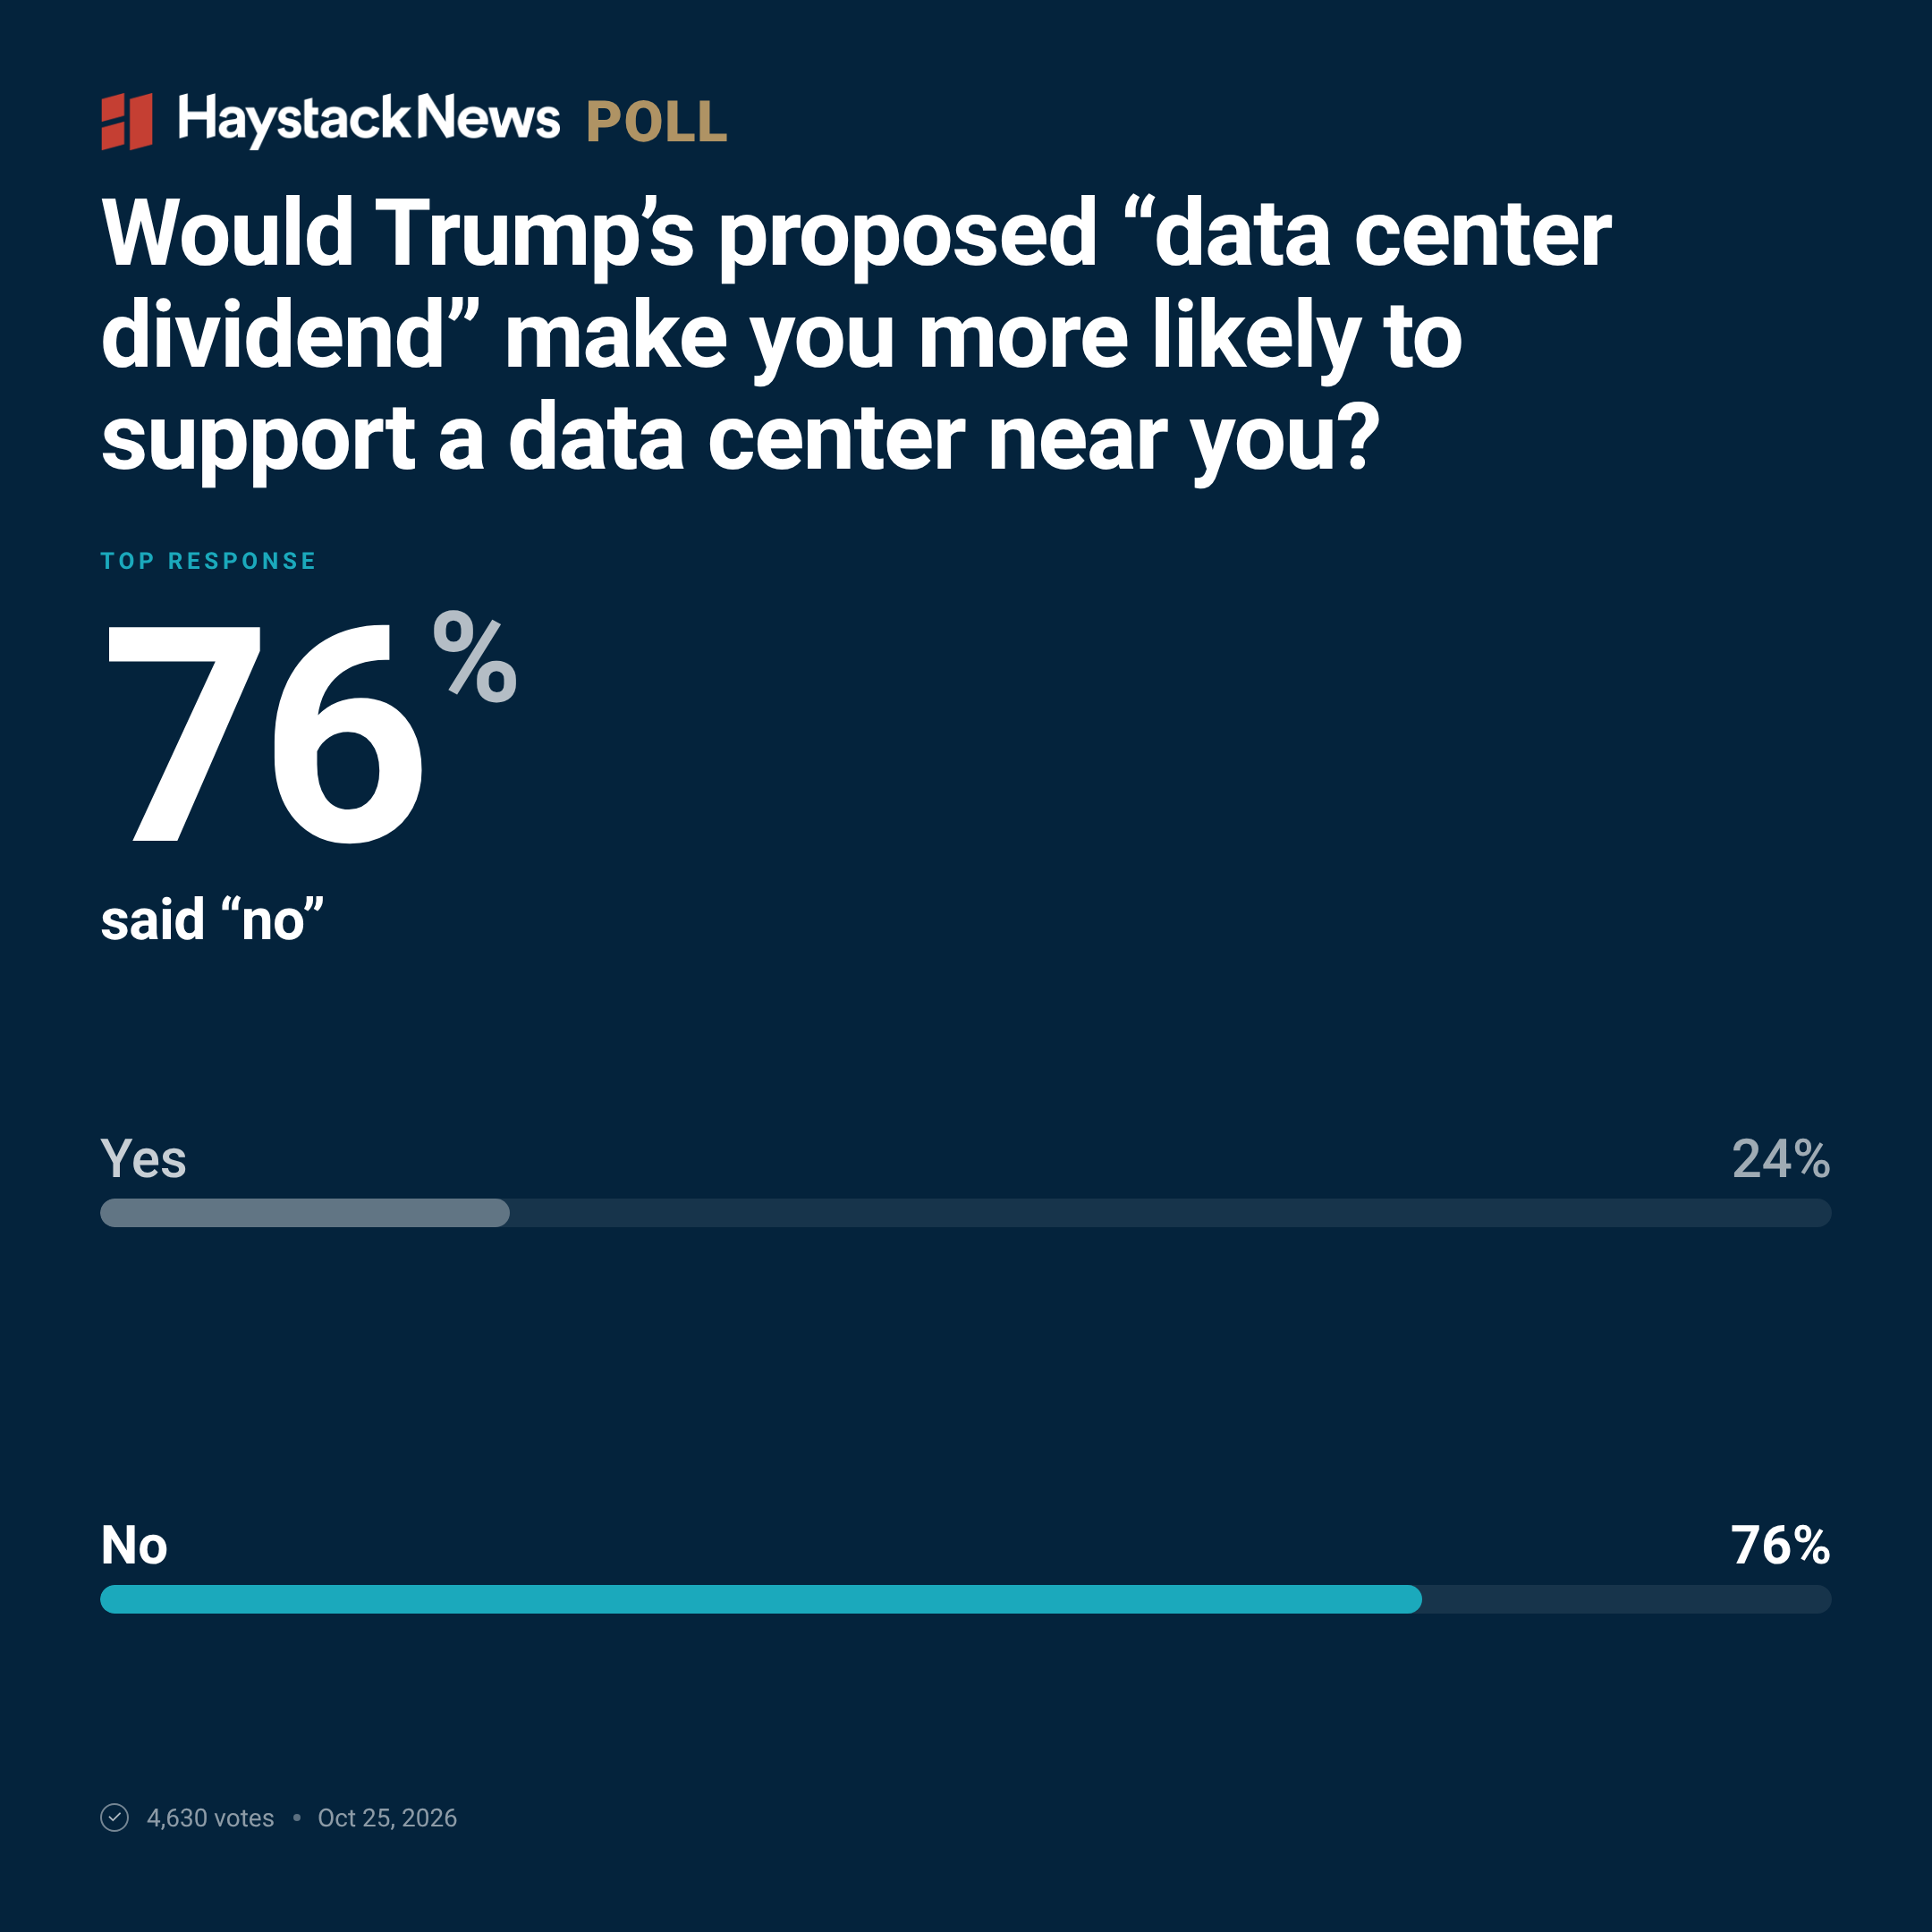 HaystackNews POLL
Would Trump’s proposed “data center
dividend” make you more likely to
support a data center near you?
TOP RESPONSE
76%
said “no”
Yes 24%
No 76%
4,630 votes • Oct 25, 2026